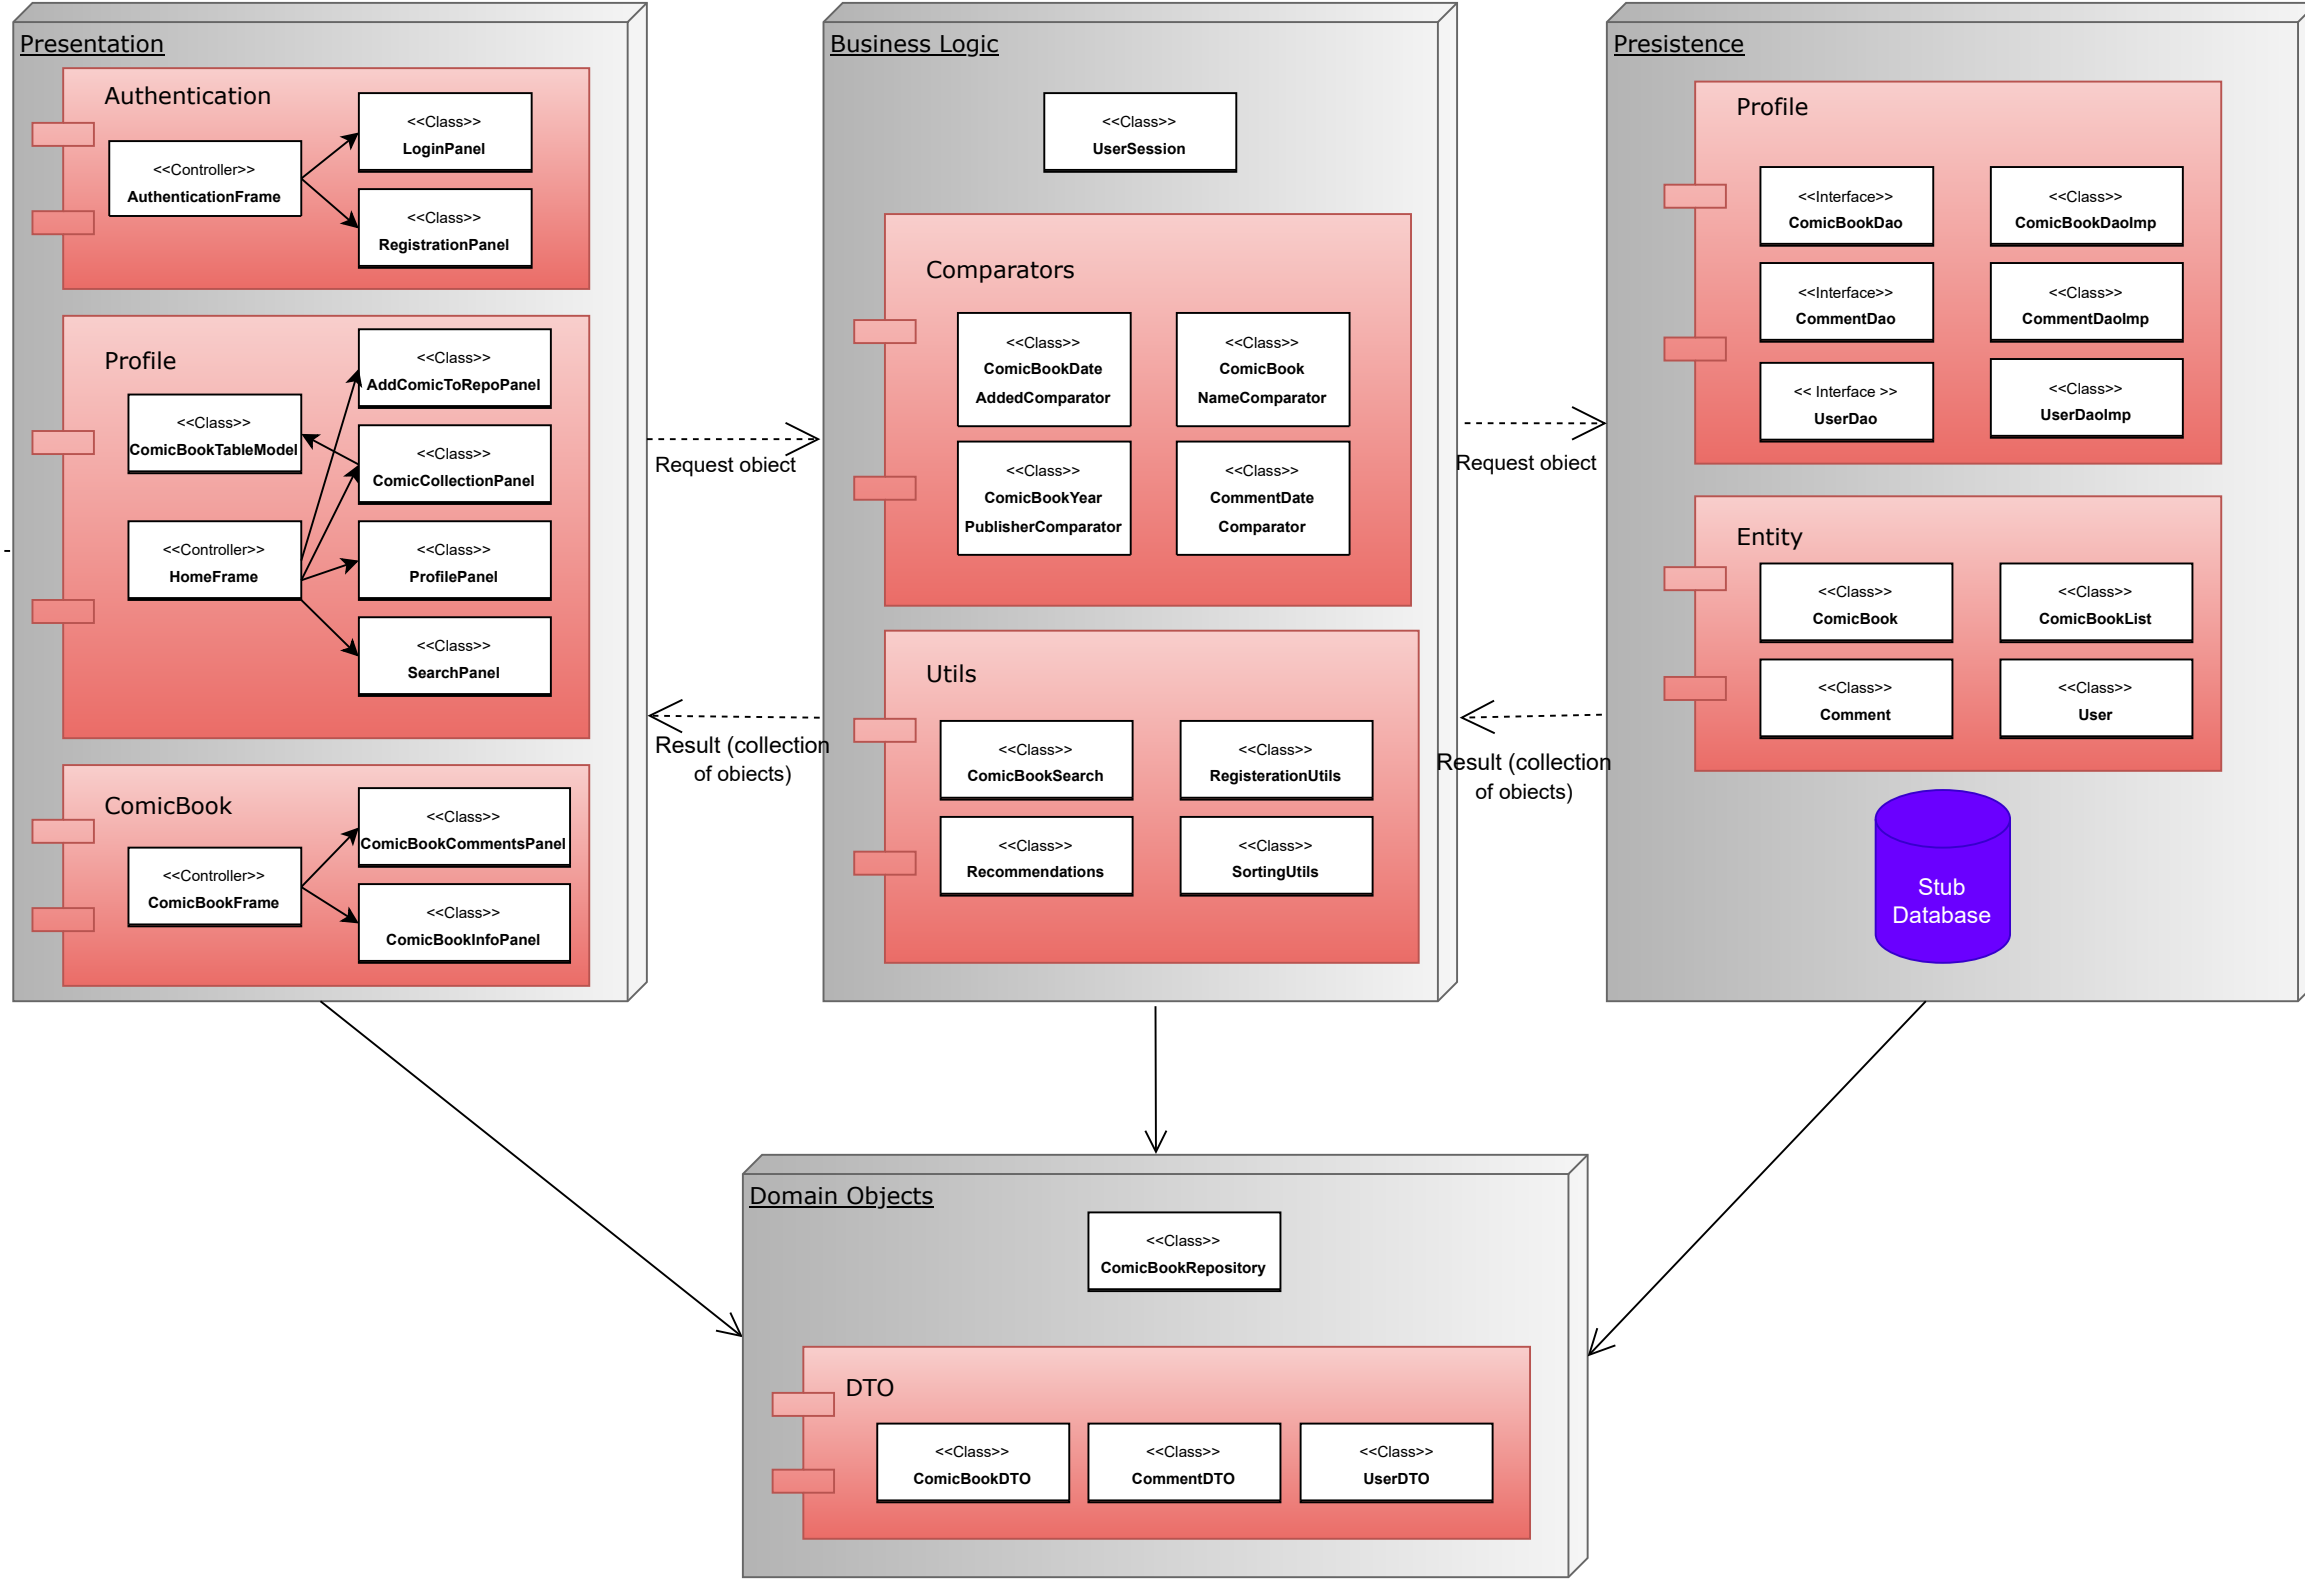 Presentation
Authentication
<<Controller>>
AuthenticationFrame
<<Class>>
LoginPanel
<<Class>>
RegistrationPanel
Profile
<<Class>>
ComicBookTableModel
<<Controller>>
HomeFrame
<<Class>>
AddComicToRepoPanel
<<Class>>
ComicCollectionPanel
<<Class>>
ProfilePanel
<<Class>>
SearchPanel
ComicBook
<<Controller>>
ComicBookFrame
<<Class>>
ComicBookCommentsPanel
<<Class>>
ComicBookInfoPanel
Request object
Result (collection
of objects)
Business Logic
<<Class>>
UserSession
Comparators
<<Class>>
ComicBookDate
AddedComparator
<<Class>>
ComicBook
NameComparator
<<Class>>
ComicBookYear
PublisherComparator
<<Class>>
CommentDate
Comparator
Utils
<<Class>>
ComicBookSearch
<<Class>>
RegisterationUtils
<<Class>>
Recommendations
<<Class>>
SortingUtils
Request object
Result (collection
of objects)
Presistence
Profile
<<Interface>>
ComicBookDao
<<Class>>
ComicBookDaoImp
<<Interface>>
CommentDao
<<Class>>
CommentDaoImp
<< Interface >>
UserDao
<<Class>>
UserDaoImp
Entity
<<Class>>
ComicBook
<<Class>>
ComicBookList
<<Class>>
Comment
<<Class>>
User
Stub
Database
Domain Objects
<<Class>>
ComicBookRepository
DTO
<<Class>>
ComicBookDTO
<<Class>>
CommentDTO
<<Class>>
UserDTO